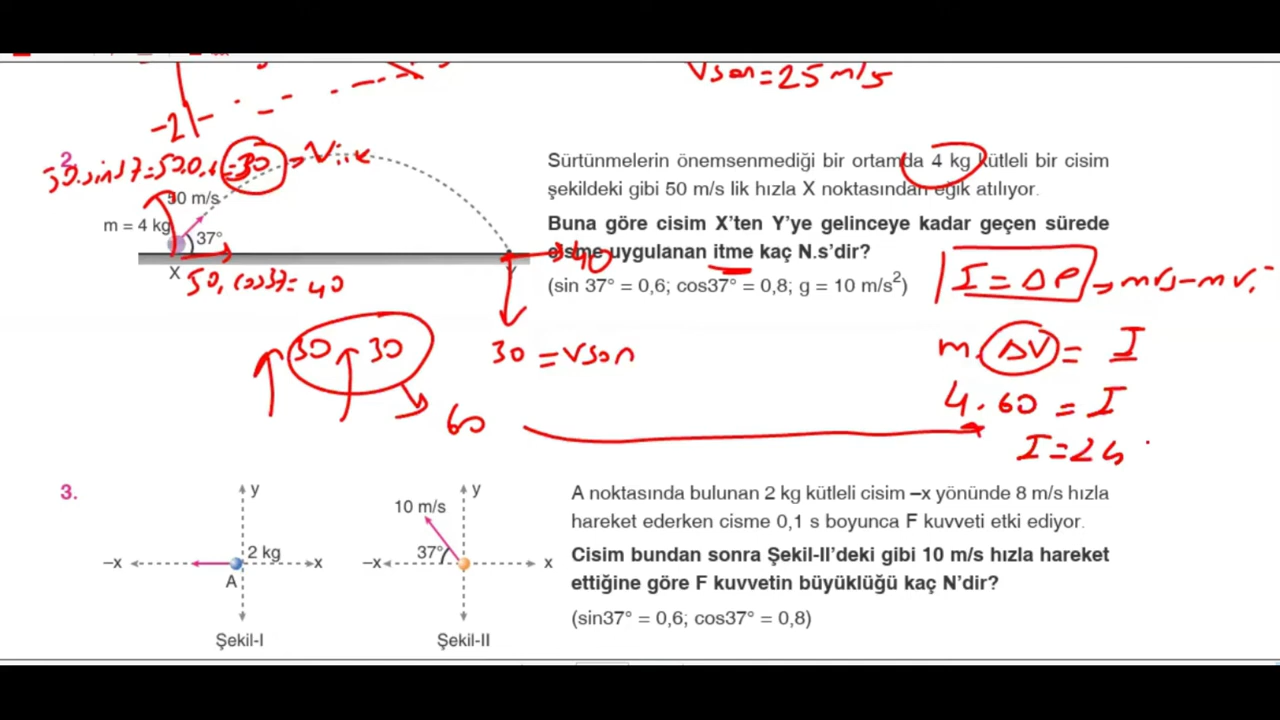 Vson=25 m/s
-2
2.
=30 → Vilk
50 m/s
m = 4 kg
37°
X
50. cos37=40
Sürtünmelerin önemsenmediği bir ortamda 4 kg kütleli bir cisim
şekildeki gibi 50 m/s lik hızla X noktasından eğik atılıyor.
Buna göre cisim X'ten Y'ye gelinceye kadar geçen sürede
cisme uygulanan itme kaç N.s'dir?
(sin 37° = 0,6; cos37° = 0,8; g = 10 m/s²)
40
Y
I = ΔP → mVs-mVi
30 30
30 = Vson
60
m. ΔV = I
4. 60 = I
I=24
3.
y
2 kg
-x
x
A
Şekil-I
y
10 m/s
37°
-x
x
Şekil-II
A noktasında bulunan 2 kg kütleli cisim –x yönünde 8 m/s hızla
hareket ederken cisme 0,1 s boyunca F kuvveti etki ediyor.
Cisim bundan sonra Şekil-II'deki gibi 10 m/s hızla hareket
ettiğine göre F kuvvetin büyüklüğü kaç N'dir?
(sin37° = 0,6; cos37° = 0,8)